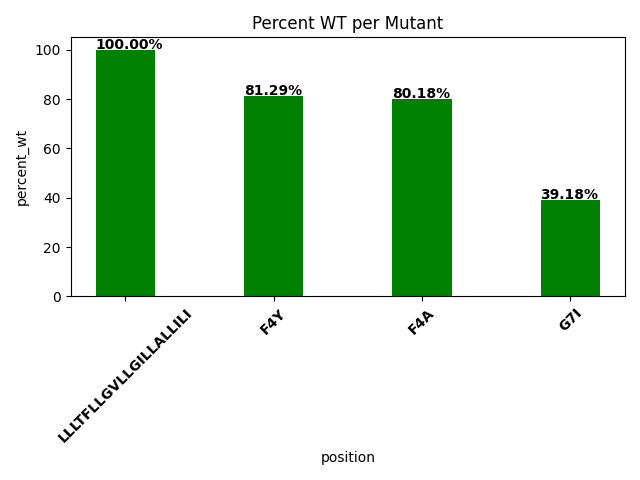 Percent WT per Mutant
percent_wt
100
80
60
40
20
0
100.00%
81.29%
80.18%
39.18%
LLLTFLLGVLLGILLALLILI
F4Y
F4A
G7I
position